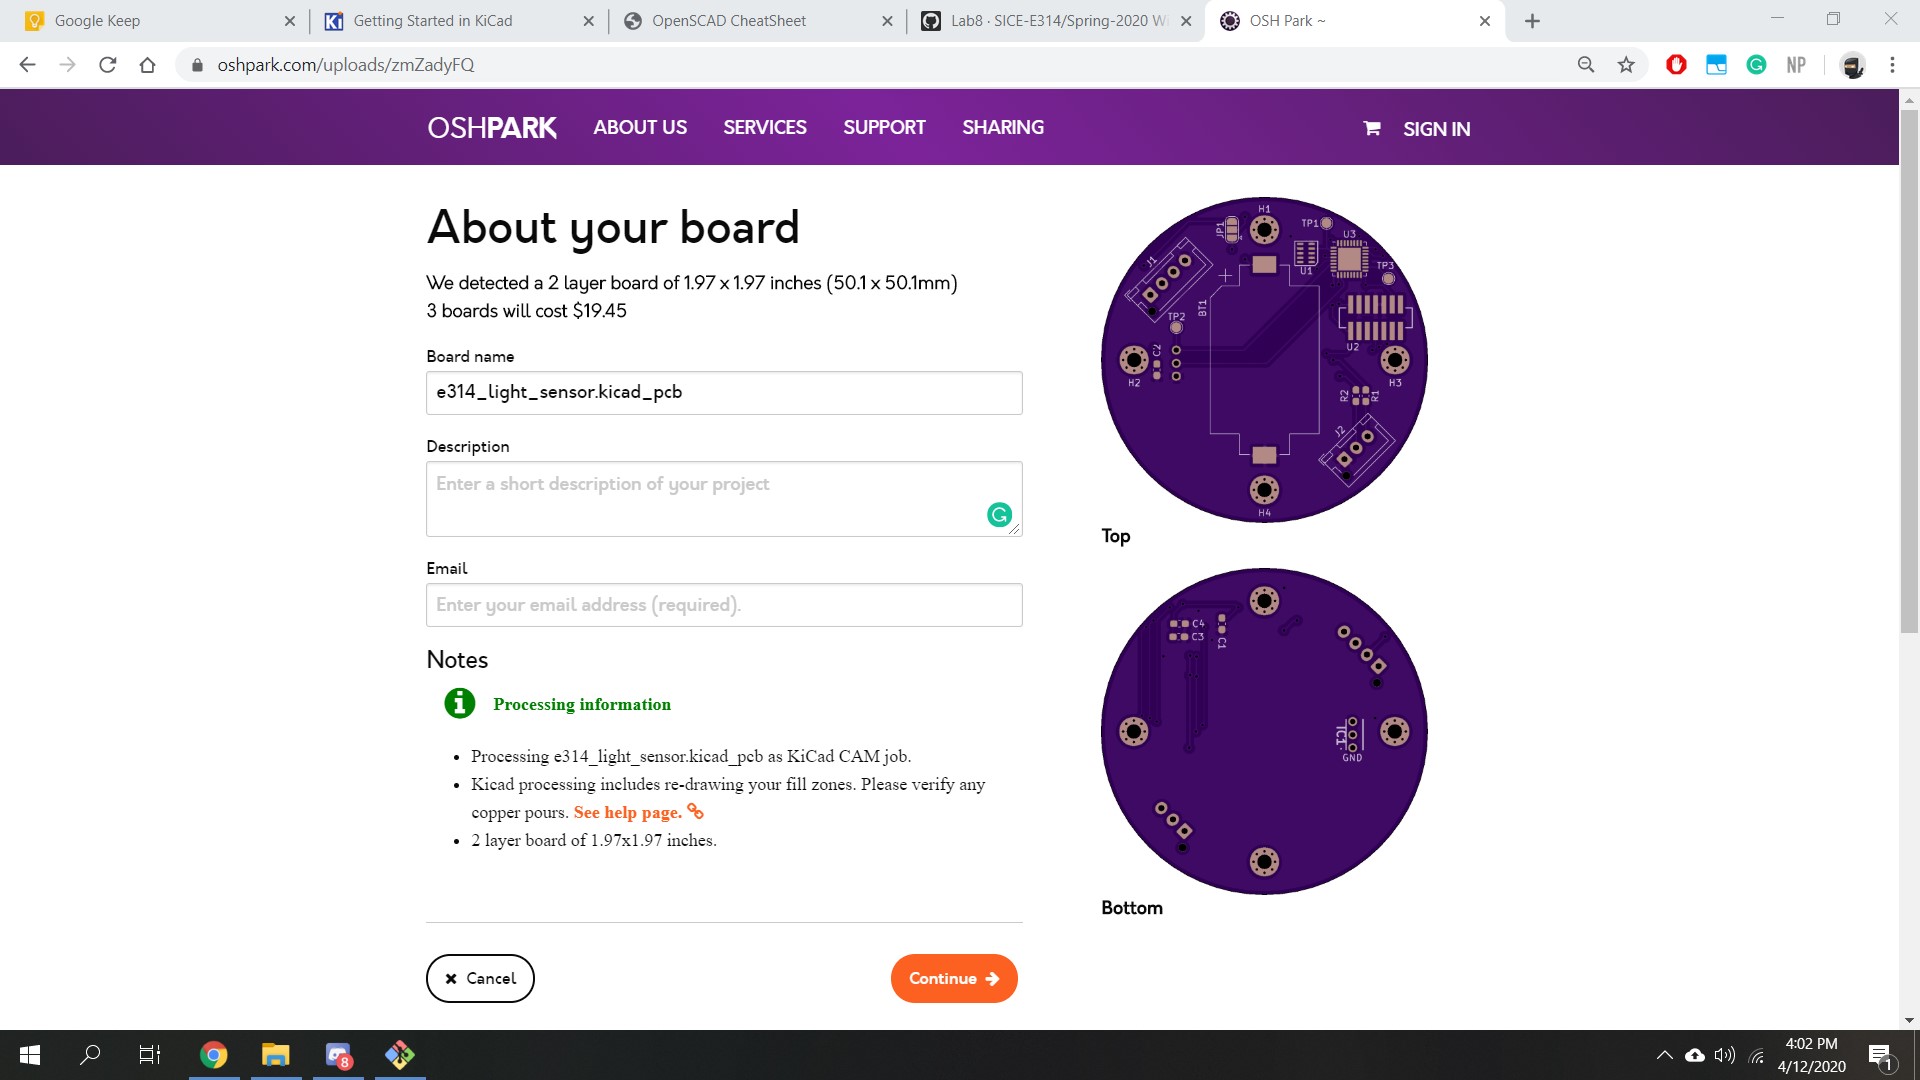 Google Keep
Getting Started in KiCad
OpenSCAD CheatSheet
Lab8 · SICE-E314/Spring-2020 Wi
OSH Park ~
oshpark.com/uploads/zmZadyFQ
NP
OSHPARK
ABOUT US
SERVICES
SUPPORT
SHARING
SIGN IN
About your board
We detected a 2 layer board of 1.97 x 1.97 inches (50.1 x 50.1mm)
3 boards will cost $19.45
Board name
e314_light_sensor.kicad_pcb
Description
Enter a short description of your project
Email
Enter your email address (required).
Notes
Processing information
• Processing e314_light_sensor.kicad_pcb as KiCad CAM job.
• Kicad processing includes re-drawing your fill zones. Please verify any
copper pours. See help page.
• 2 layer board of 1.97x1.97 inches.
Cancel
Continue
H1
JP1
TP1
U3
J1
U1
TP3
+
BT1
TP2
U2
C2
H2
H3
R2
R1
J2
H4
Top
C4
C3
C1
TC1
GND
Bottom
8
4:02 PM
4/12/2020
1